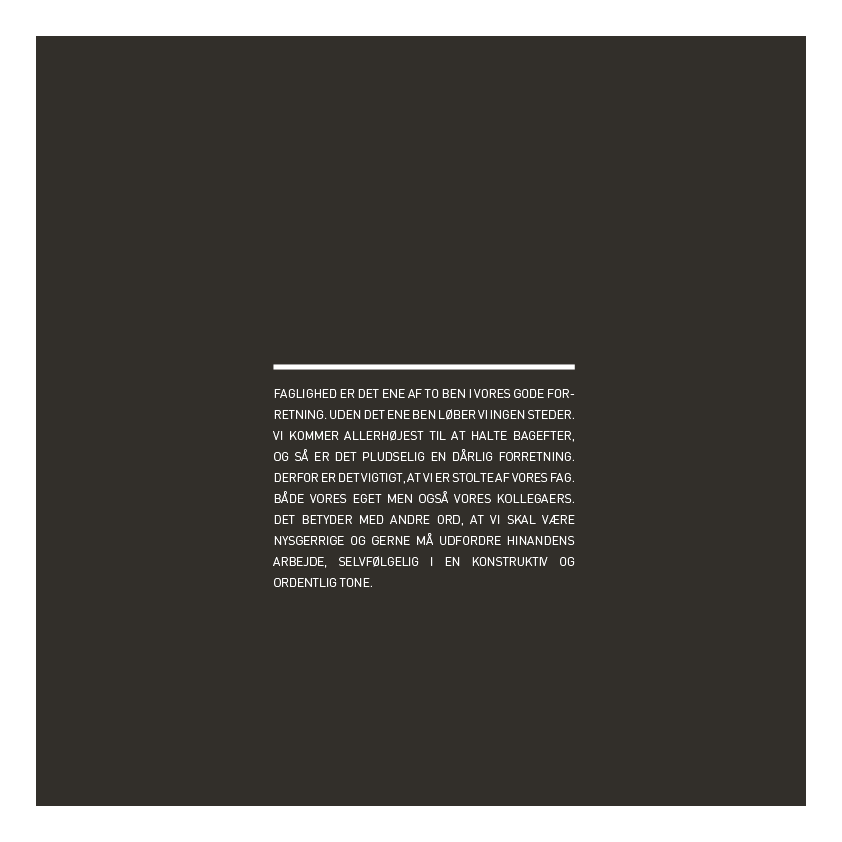 FAGLIGHED ER DET ENE AF TO BEN I VORES GODE FOR-
RETNING. UDEN DET ENE BEN LØBER VI INGEN STEDER.
VI KOMMER ALLERHØJEST TIL AT HALTE BAGEFTER,
OG SÅ ER DET PLUDSELIG EN DÅRLIG FORRETNING.
DERFOR ER DET VIGTIGT, AT VI ER STOLTE AF VORES FAG.
BÅDE VORES EGET MEN OGSÅ VORES KOLLEGAERS.
DET BETYDER MED ANDRE ORD, AT VI SKAL VÆRE
NYSGERRIGE OG GERNE MÅ UDFORDRE HINANDENS
ARBEJDE, SELVFØLGELIG I EN KONSTRUKTIV OG
ORDENTLIG TONE.